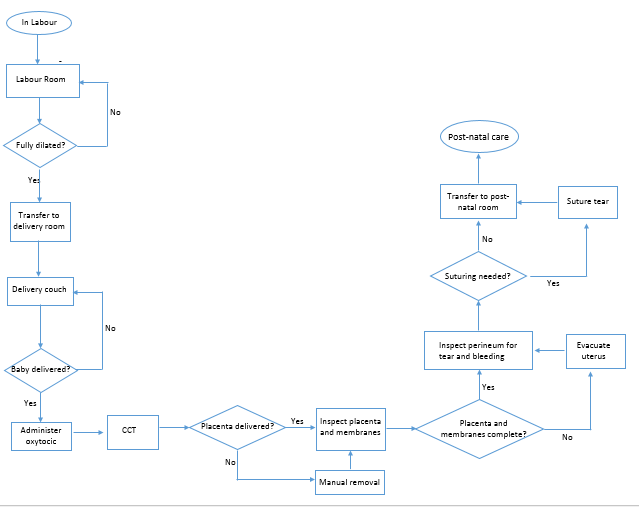 In Labour
Labour Room
No
Fully dilated?
Yes
Transfer to
delivery room
Delivery couch
No
Baby delivered?
Yes
Administer
oxytocic
CCT
Placenta delivered?
Yes
No
Inspect placenta
and membranes
Manual removal
Placenta and
membranes complete?
Yes
No
Evacuate
uterus
Inspect perineum for
tear and bleeding
Suturing needed?
Yes
No
Suture tear
Transfer to post-
natal room
Post-natal care